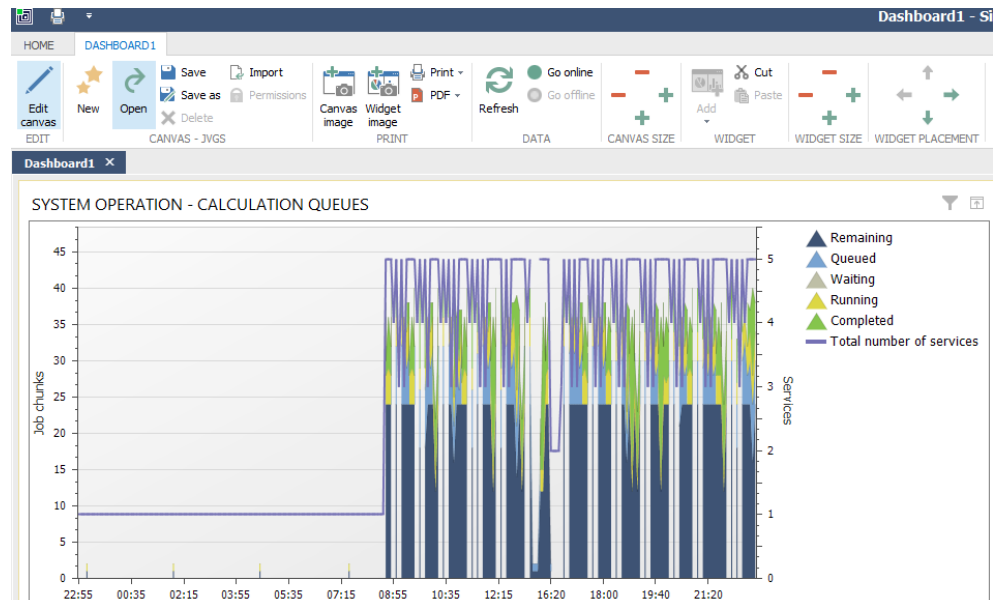 Dashboard1 - Si
HOME DASHBOARD1
Edit canvas
New
Open
Save
Save as
Delete
Import
Permissions
Canvas image
Widget image
Print
PDF
Refresh
Go online
Go offline
Add
Cut
Paste
EDIT CANVAS - JVGS PRINT DATA CANVAS SIZE WIDGET WIDGET SIZE WIDGET PLACEMENT
Dashboard1 ×
SYSTEM OPERATION - CALCULATION QUEUES
Job chunks
45
40
35
30
25
20
15
10
5
0
5
4
3
2
1
0
Services
Remaining
Queued
Waiting
Running
Completed
Total number of services
22:55 00:35 02:15 03:55 05:35 07:15 08:55 10:35 12:15 16:20 18:00 19:40 21:20